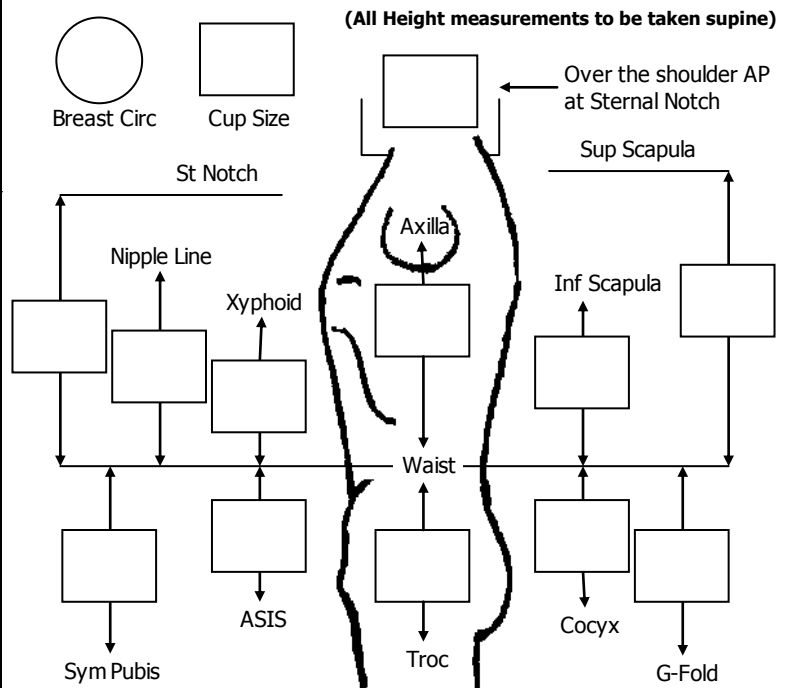 (All Height measurements to be taken supine)
Over the shoulder AP
at Sternal Notch
Breast Circ
Cup Size
Sup Scapula
St Notch
Axilla
Nipple Line
Inf Scapula
Xyphoid
Waist
ASIS
Cocyx
Troc
Sym Pubis
G-Fold